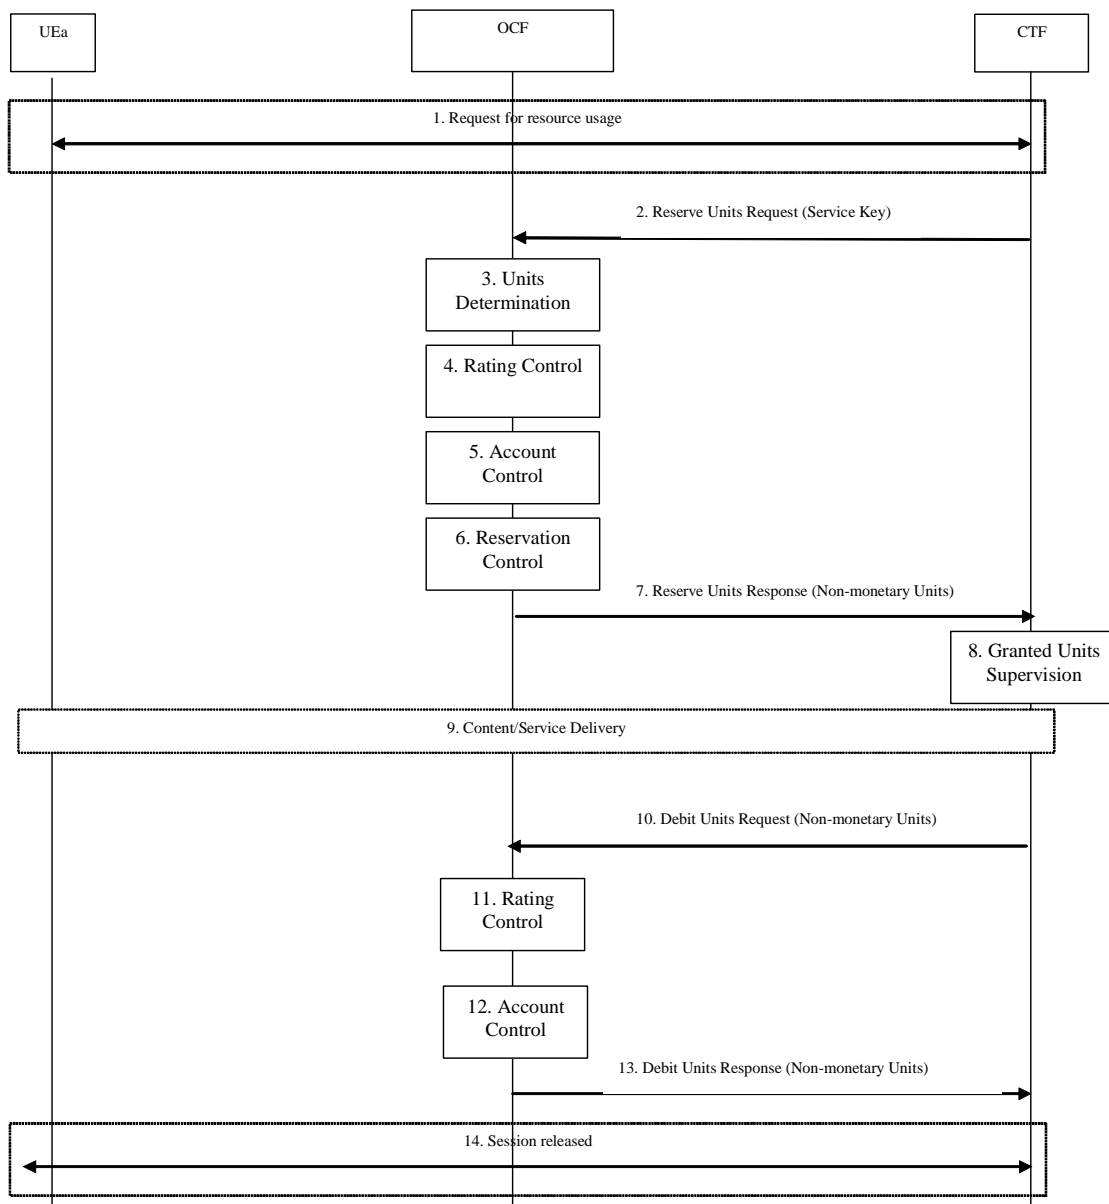 UEa
OCF
CTF
1. Request for resource usage
2. Reserve Units Request (Service Key)
3. Units
Determination
4. Rating Control
5. Account
Control
6. Reservation
Control
7. Reserve Units Response (Non-monetary Units)
8. Granted Units
Supervision
9. Content/Service Delivery
10. Debit Units Request (Non-monetary Units)
11. Rating
Control
12. Account
Control
13. Debit Units Response (Non-monetary Units)
14. Session released